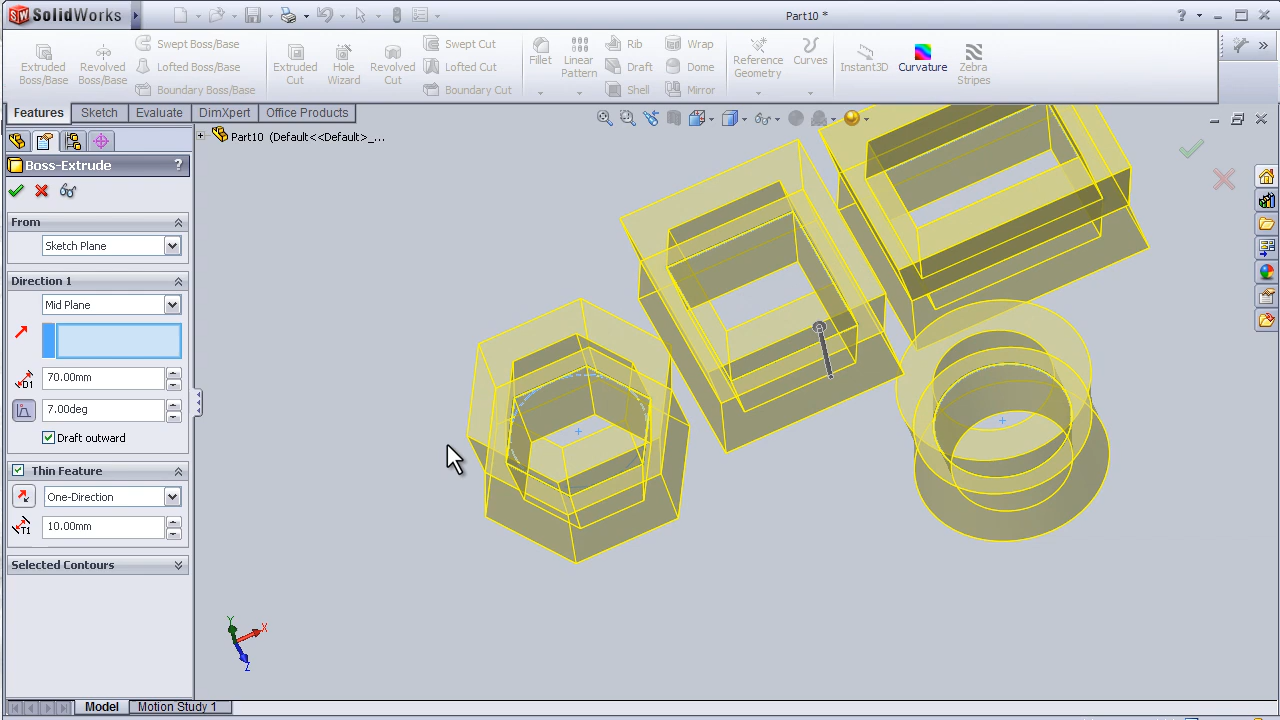 SolidWorks
Part10 *
?
Extruded Boss/Base
Revolved Boss/Base
Swept Boss/Base
Lofted Boss/Base
Boundary Boss/Base
Extruded Cut
Hole Wizard
Revolved Cut
Swept Cut
Lofted Cut
Boundary Cut
Fillet
Linear Pattern
Rib
Draft
Shell
Wrap
Dome
Mirror
Reference Geometry
Curves
Instant3D
Curvature
Zebra Stripes
Features
Sketch
Evaluate
DimXpert
Office Products
Part10 (Default<<Default>_...
Boss-Extrude
?
From
Sketch Plane
Direction 1
Mid Plane
D1
70.00mm
7.00deg
Draft outward
Thin Feature
One-Direction
T1
10.00mm
Selected Contours
Y
X
Z
Model
Motion Study 1